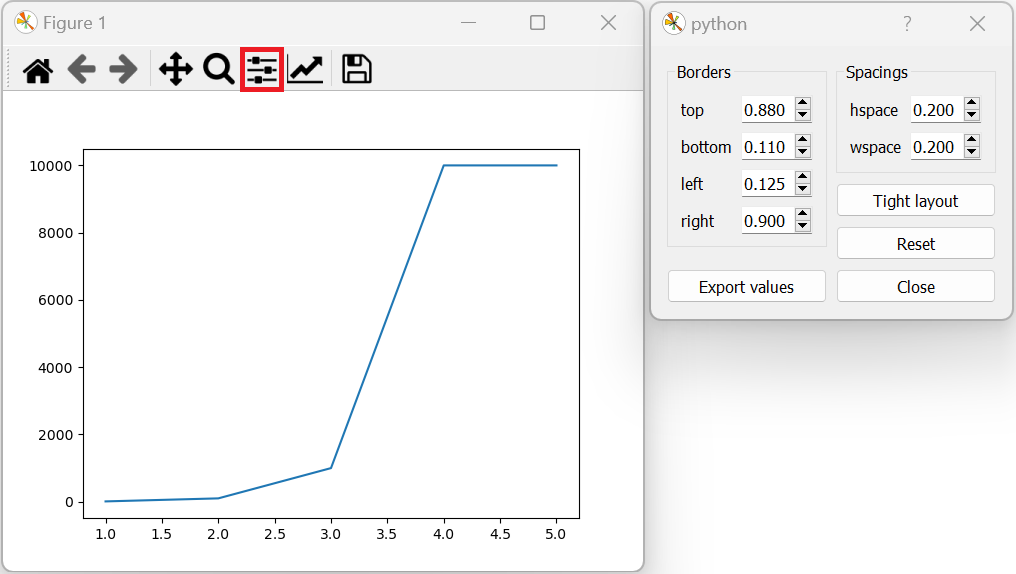 Figure 1
10000
8000
6000
4000
2000
0
1.0 1.5 2.0 2.5 3.0 3.5 4.0 4.5 5.0
python
?
Borders
top 0.880
bottom 0.110
left 0.125
right 0.900
Export values
Spacings
hspace 0.200
wspace 0.200
Tight layout
Reset
Close